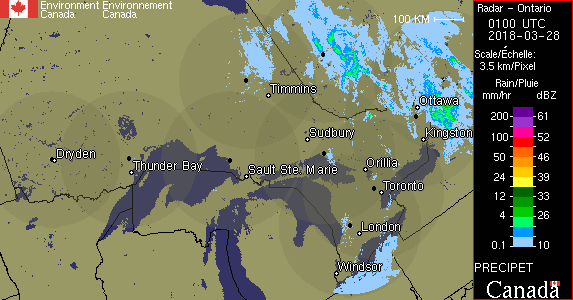 Environment Environnement
Canada Canada
100 KM
Timmins
Ottawa
Sudbury
Kingston
Dryden
Thunder Bay
Sault Ste. Marie
Orillia
Toronto
London
Windsor
Radar - Ontario
0100 UTC
2018-03-28
Scale/Échelle:
3.5 km/Pixel
Rain/Pluie
mm/hr dBZ
200 61
100 52
50 46
24 39
12 33
4 26
0.1 10
PRECIPET
Canada